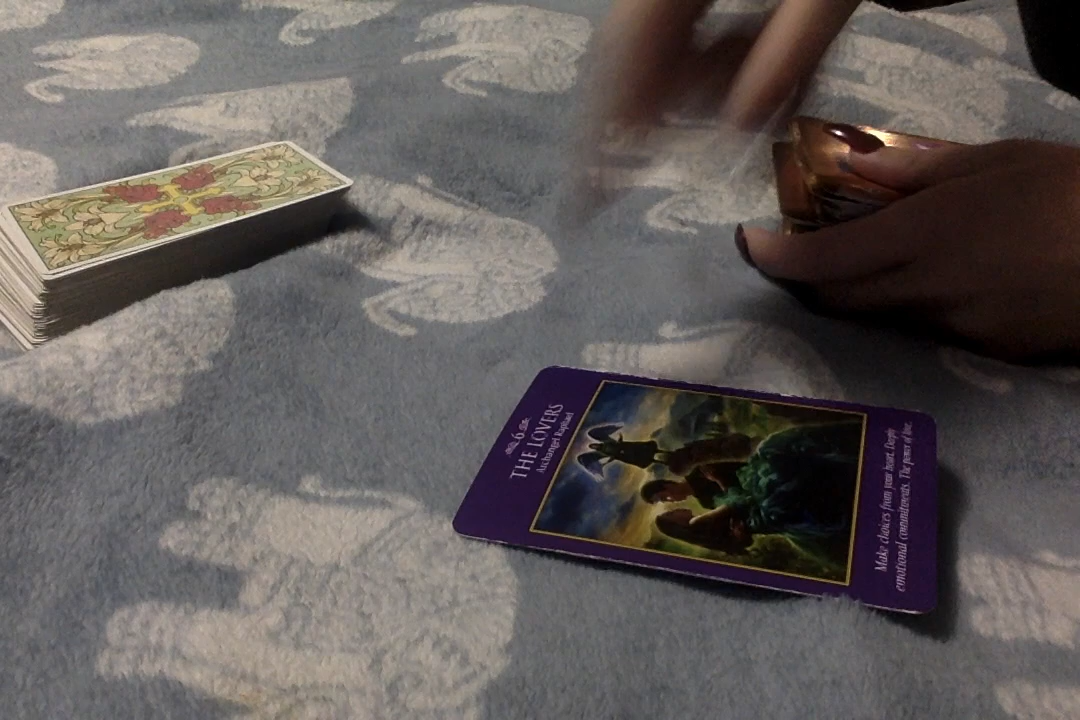 6
THE LOVERS
Archangel Raphael
Make choices from your heart. Deeply
emotional commitments. The power of love.